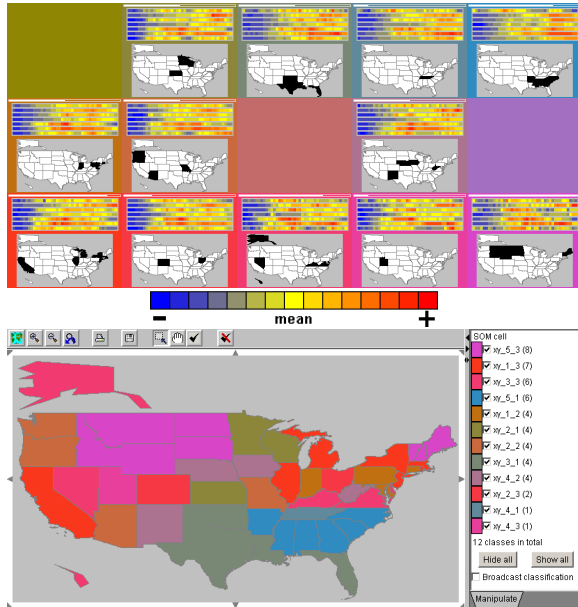 mean
SOM cell
xy_5_3 (8)
xy_1_3 (7)
xy_3_3 (6)
xy_5_1 (6)
xy_1_2 (4)
xy_2_1 (4)
xy_2_2 (4)
xy_3_1 (4)
xy_4_2 (4)
xy_2_3 (2)
xy_4_1 (1)
xy_4_3 (1)
12 classes in total
Hide all Show all
Broadcast classification
Manipulate